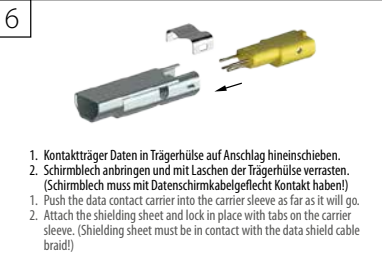 6
1. Kontaktträger Daten in Trägerhülse auf Anschlag hineinschieben.
2. Schirmblech anbringen und mit Laschen der Trägerhülse verrasten.
(Schirmblech muss mit Datenschirmkabelgeflecht Kontakt haben!)
1. Push the data contact carrier into the carrier sleeve as far as it will go.
2. Attach the shielding sheet and lock in place with tabs on the carrier
sleeve. (Shielding sheet must be in contact with the data shield cable
braid!)